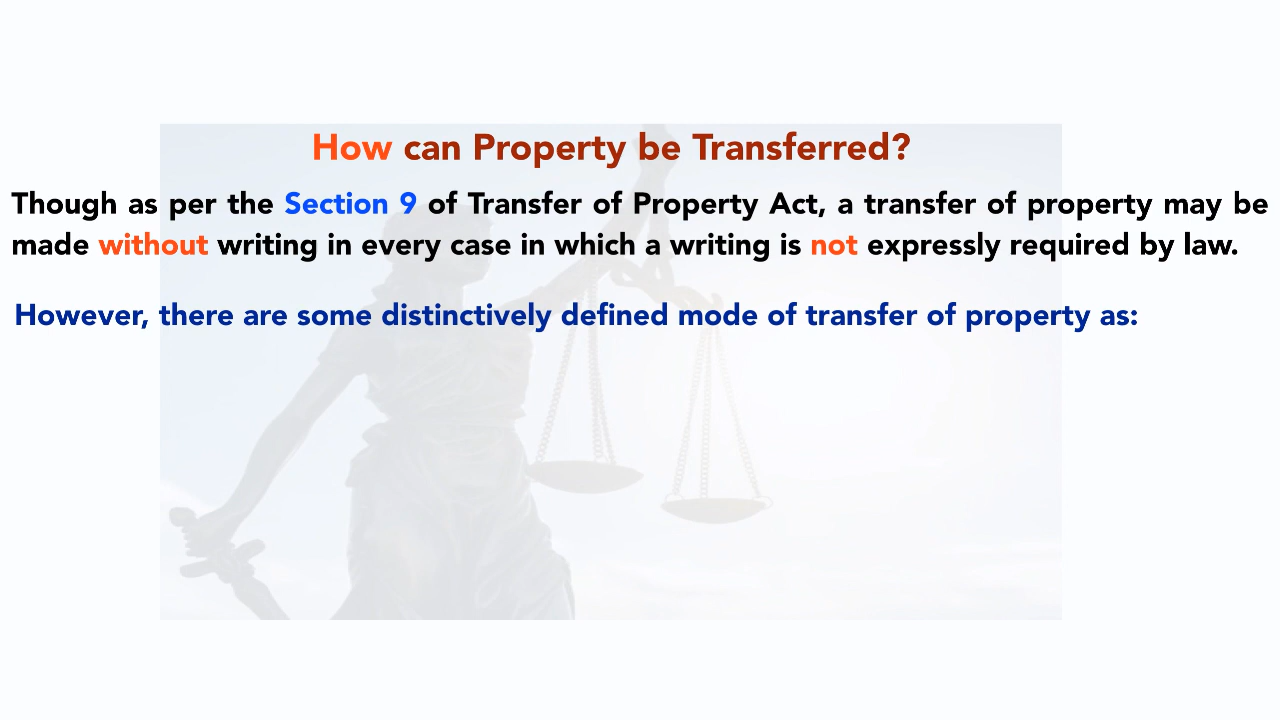 How can Property be Transferred?
Though as per the Section 9 of Transfer of Property Act, a transfer of property may be
made without writing in every case in which a writing is not expressly required by law.
However, there are some distinctively defined mode of transfer of property as: